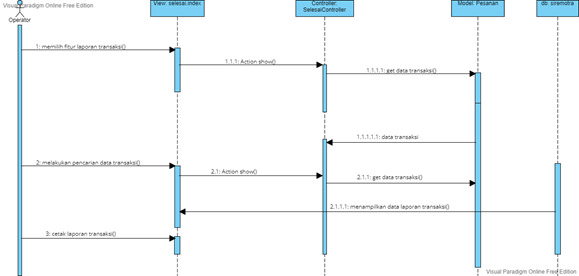 Visual Paradigm Online Free Edition
View: selesai.index
Controller:
SelesaiController
Model: Pesanan
db: siremotra
Operator
1: memilih fitur laporan transaksi()
1.1.1: Action show()
1.1.1.1: get data transaksi()
1.1.1.1.1: data transaksi
2: melakukan pencarian data transaksi()
2.1: Action show()
2.1.1: get data transaksi()
2.1.1.1: menampilkan data laporan transaksi()
3: cetak laporan transaksi()
Visual Paradigm Online Free Edition